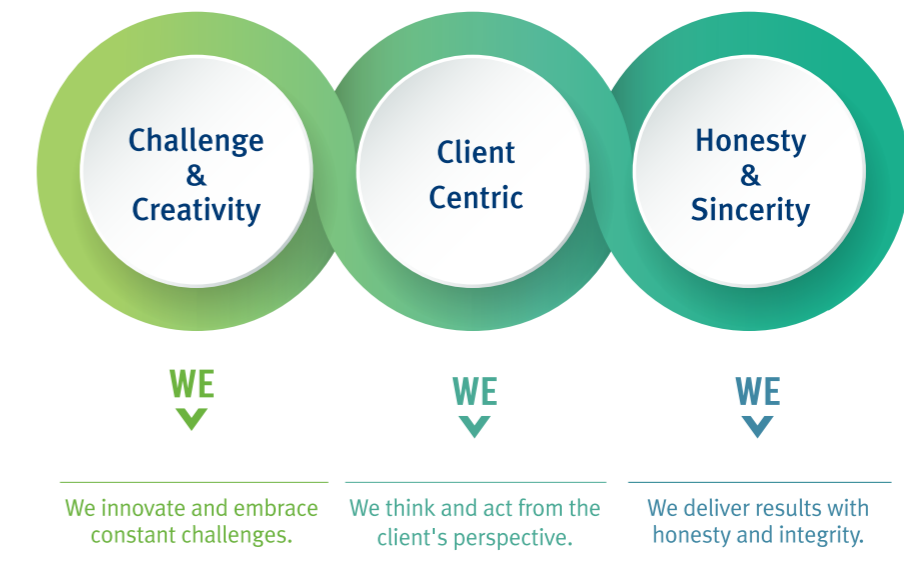 Challenge
&
Creativity
Client
Centric
Honesty
&
Sincerity
WE
WE
WE
We innovate and embrace
constant challenges.
We think and act from the
client's perspective.
We deliver results with
honesty and integrity.